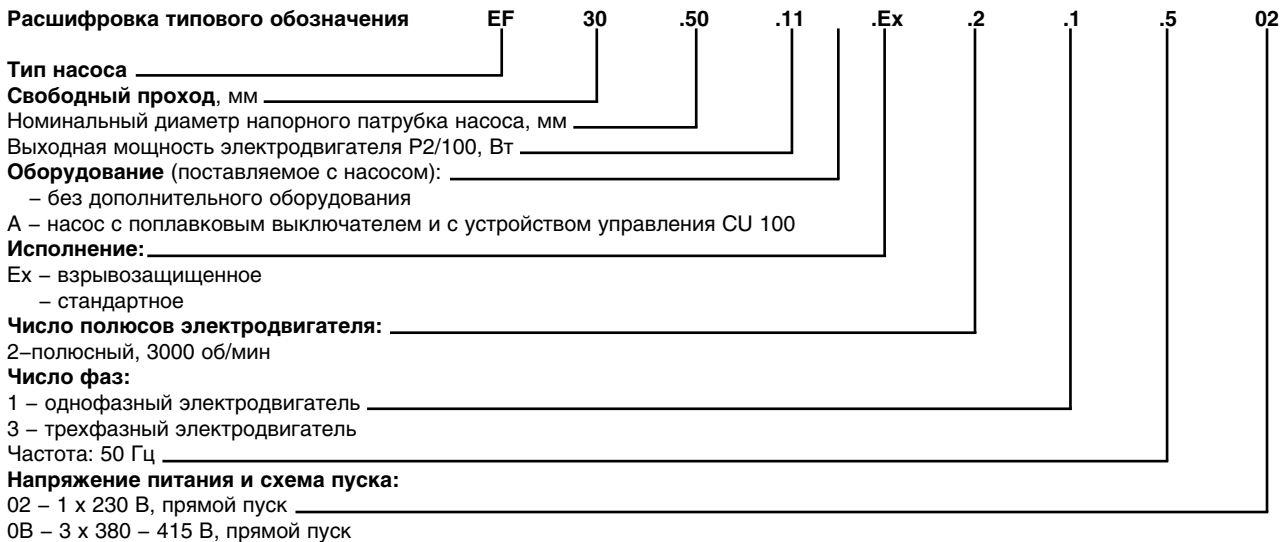 Расшифровка типового обозначения EF 30 .50 .11 .Ex .2 .1 .5 02
Тип насоса
Свободный проход, мм
Номинальный диаметр напорного патрубка насоса, мм
Выходная мощность электродвигателя P2/100, Вт
Оборудование (поставляемое с насосом):
– без дополнительного оборудования
A – насос с поплавковым выключателем и с устройством управления CU 100
Исполнение:
Ex – взрывозащищенное
– стандартное
Число полюсов электродвигателя:
2–полюсный, 3000 об/мин
Число фаз:
1 – однофазный электродвигатель
3 – трехфазный электродвигатель
Частота: 50 Гц
Напряжение питания и схема пуска:
02 – 1 x 230 В, прямой пуск
0B – 3 x 380 – 415 В, прямой пуск